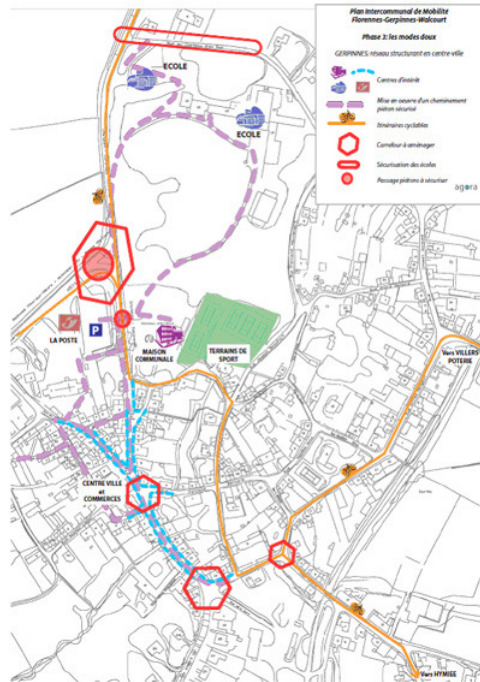 Plan Intercommunal de Mobilité
Florennes-Gerpinnes-Walcourt
Phase 3: les modes doux
GERPINNES: réseau structurant en centre ville
Centres d'intérêt
Mise en oeuvre d'un cheminement
piéton sécurisé
Itinéraires cyclables
Carrefour à aménager
Sécurisation des écoles
Passage piétons à sécuriser
agora
ECOLE
ECOLE
LA POSTE
P
MAISON
COMMUNALE
TERRAINS DE
SPORT
Vers VILLERS
POTERIE
CENTRE VILLE
et
COMMERCES
Vers HYMIEE